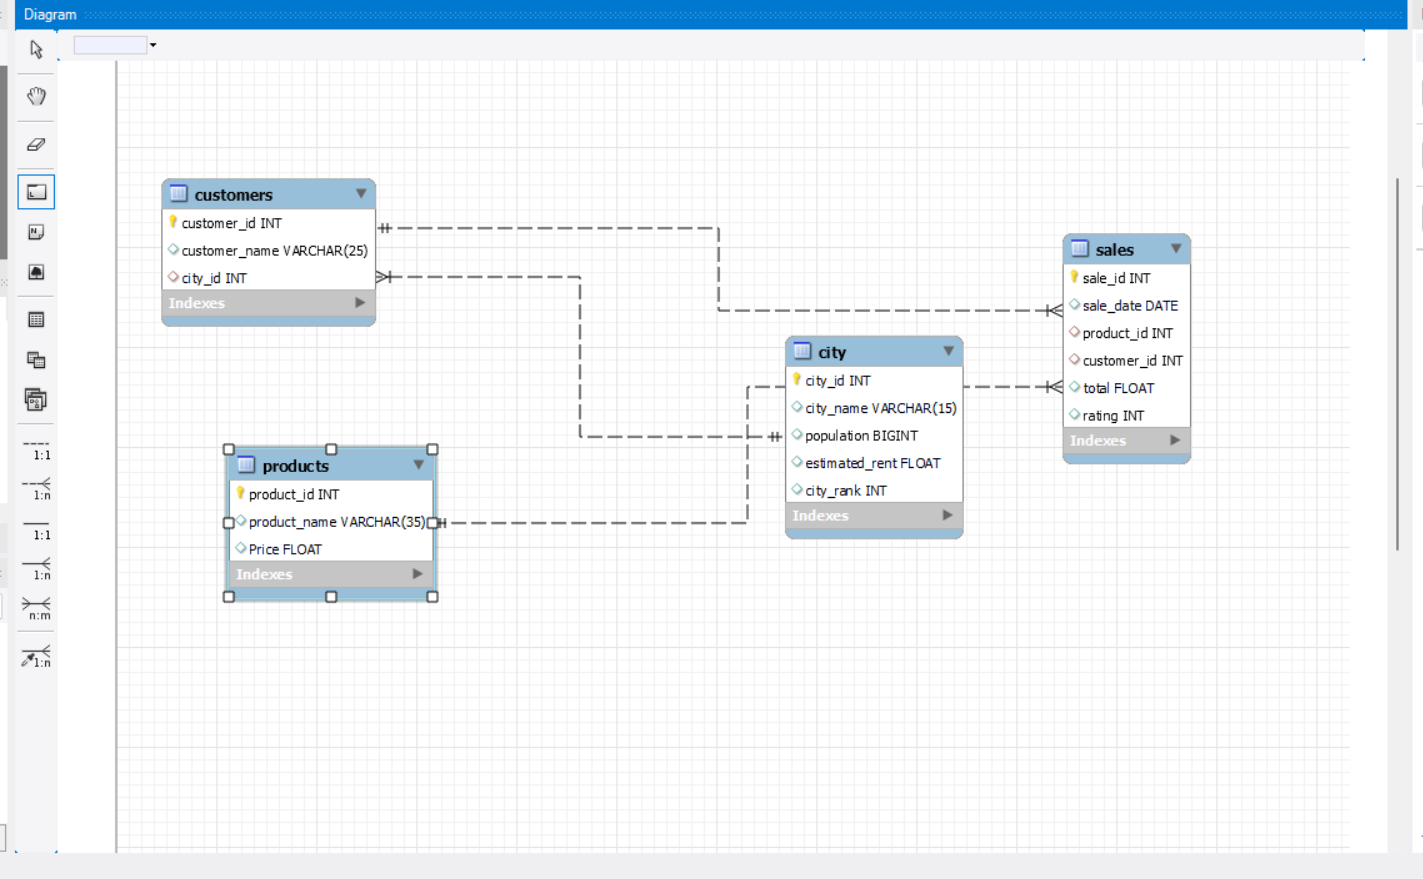 Diagram
customers
customer_id INT
customer_name VARCHAR(25)
city_id INT
Indexes
sales
sale_id INT
sale_date DATE
product_id INT
customer_id INT
total FLOAT
rating INT
Indexes
city
city_id INT
city_name VARCHAR(15)
population BIGINT
estimated_rent FLOAT
city_rank INT
Indexes
products
product_id INT
product_name VARCHAR(35)
Price FLOAT
Indexes
1:1
1:n
1:1
1:n
n:m
1:n